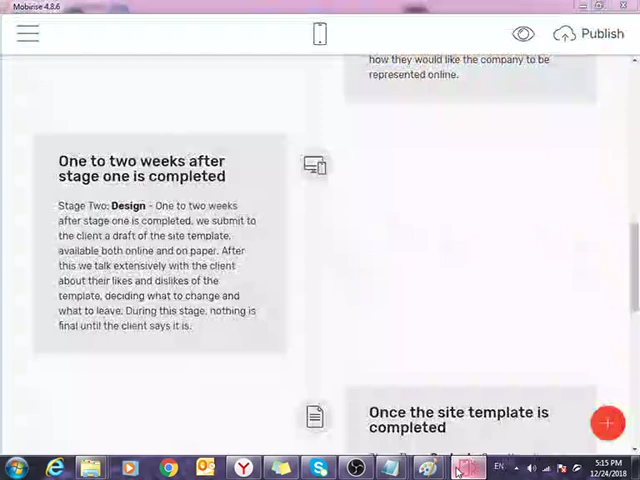 Mobirise 4.8.6
Publish
how they would like the company to be
represented online.
One to two weeks after
stage one is completed
Stage Two: Design - One to two weeks
after stage one is completed, we submit to
the client a draft of the site template,
available both online and on paper. After
this we talk extensively with the client
about their likes and dislikes of the
template, deciding what to change and
what to leave. During this stage, nothing is
final until the client says it is.
Once the site template is
completed
EN
5:15 PM
12/24/2018